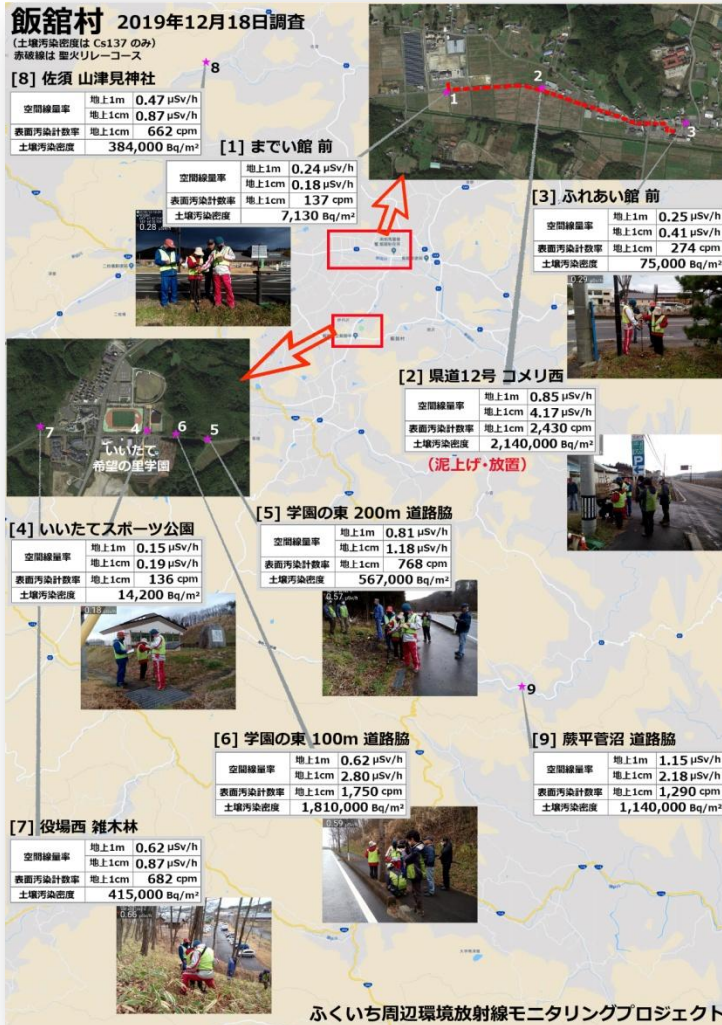 飯舘村 2019年12月18日調査
(土壌汚染密度は Cs137 のみ)
赤破線は 聖火リレーコース
[8] 佐須 山津見神社
空間線量率 地上1m 0.47 µSv/h
地上1cm 0.87 µSv/h
表面汚染計数率 地上1cm 662 cpm
土壌汚染密度 384,000 Bq/m²
8
1
2
3
[1] までい館 前
空間線量率 地上1m 0.24 µSv/h
地上1cm 0.18 µSv/h
表面汚染計数率 地上1cm 137 cpm
土壌汚染密度 7,130 Bq/m²
0.28
[3] ふれあい館 前
空間線量率 地上1m 0.25 µSv/h
地上1cm 0.41 µSv/h
表面汚染計数率 地上1cm 274 cpm
土壌汚染密度 75,000 Bq/m²
0.29
[2] 県道12号 コメリ西
空間線量率 地上1m 0.85 µSv/h
地上1cm 4.17 µSv/h
表面汚染計数率 地上1cm 2,430 cpm
土壌汚染密度 2,140,000 Bq/m²
(泥上げ・放置)
P
7
4
6
5
いいたて
希望の里学園
[4] いいたてスポーツ公園
空間線量率 地上1m 0.15 µSv/h
地上1cm 0.19 µSv/h
表面汚染計数率 地上1cm 136 cpm
土壌汚染密度 14,200 Bq/m²
0.18
[5] 学園の東 200m 道路脇
空間線量率 地上1m 0.81 µSv/h
地上1cm 1.18 µSv/h
表面汚染計数率 地上1cm 768 cpm
土壌汚染密度 567,000 Bq/m²
0.57
9
[6] 学園の東 100m 道路脇
空間線量率 地上1m 0.62 µSv/h
地上1cm 2.80 µSv/h
表面汚染計数率 地上1cm 1,750 cpm
土壌汚染密度 1,810,000 Bq/m²
0.59
[9] 蕨平菅沼 道路脇
空間線量率 地上1m 1.15 µSv/h
地上1cm 2.18 µSv/h
表面汚染計数率 地上1cm 1,290 cpm
土壌汚染密度 1,140,000 Bq/m²
[7] 役場西 雑木林
空間線量率 地上1m 0.62 µSv/h
地上1cm 0.87 µSv/h
表面汚染計数率 地上1cm 682 cpm
土壌汚染密度 415,000 Bq/m²
0.66
ふくいち周辺環境放射線モニタリングプロジェクト